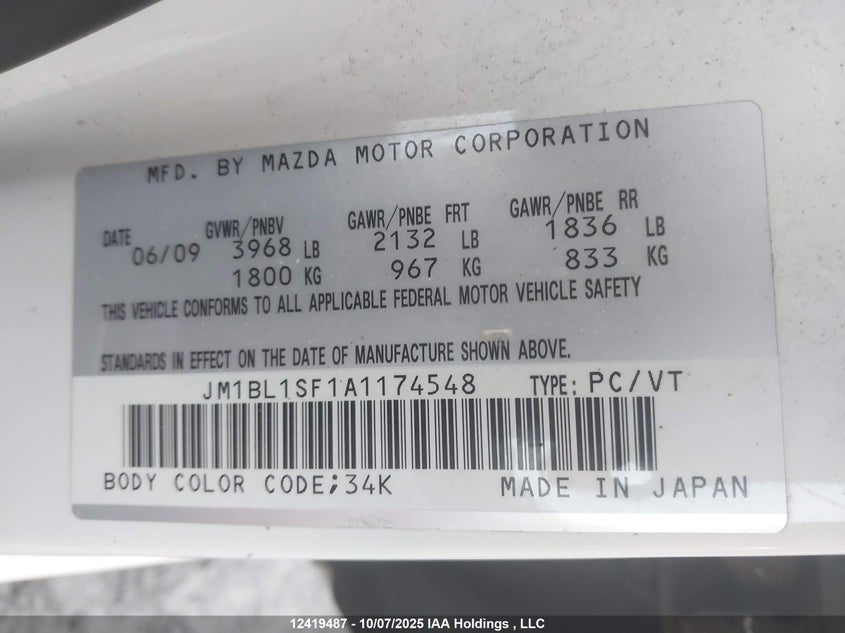 MFD. BY MAZDA MOTOR CORPORATION
DATE GVWR/PNBV GAWR/PNBE FRT GAWR/PNBE RR
06/09 3968 LB 2132 LB 1836 LB
1800 KG 967 KG 833 KG
THIS VEHICLE CONFORMS TO ALL APPLICABLE FEDERAL MOTOR VEHICLE SAFETY
STANDARDS IN EFFECT ON THE DATE OF MANUFACTURE SHOWN ABOVE.
JM1BL1SF1A1174548 TYPE: PC/VT
BODY COLOR CODE;34K MADE IN JAPAN
12419487 - 10/07/2025 IAA Holdings , LLC